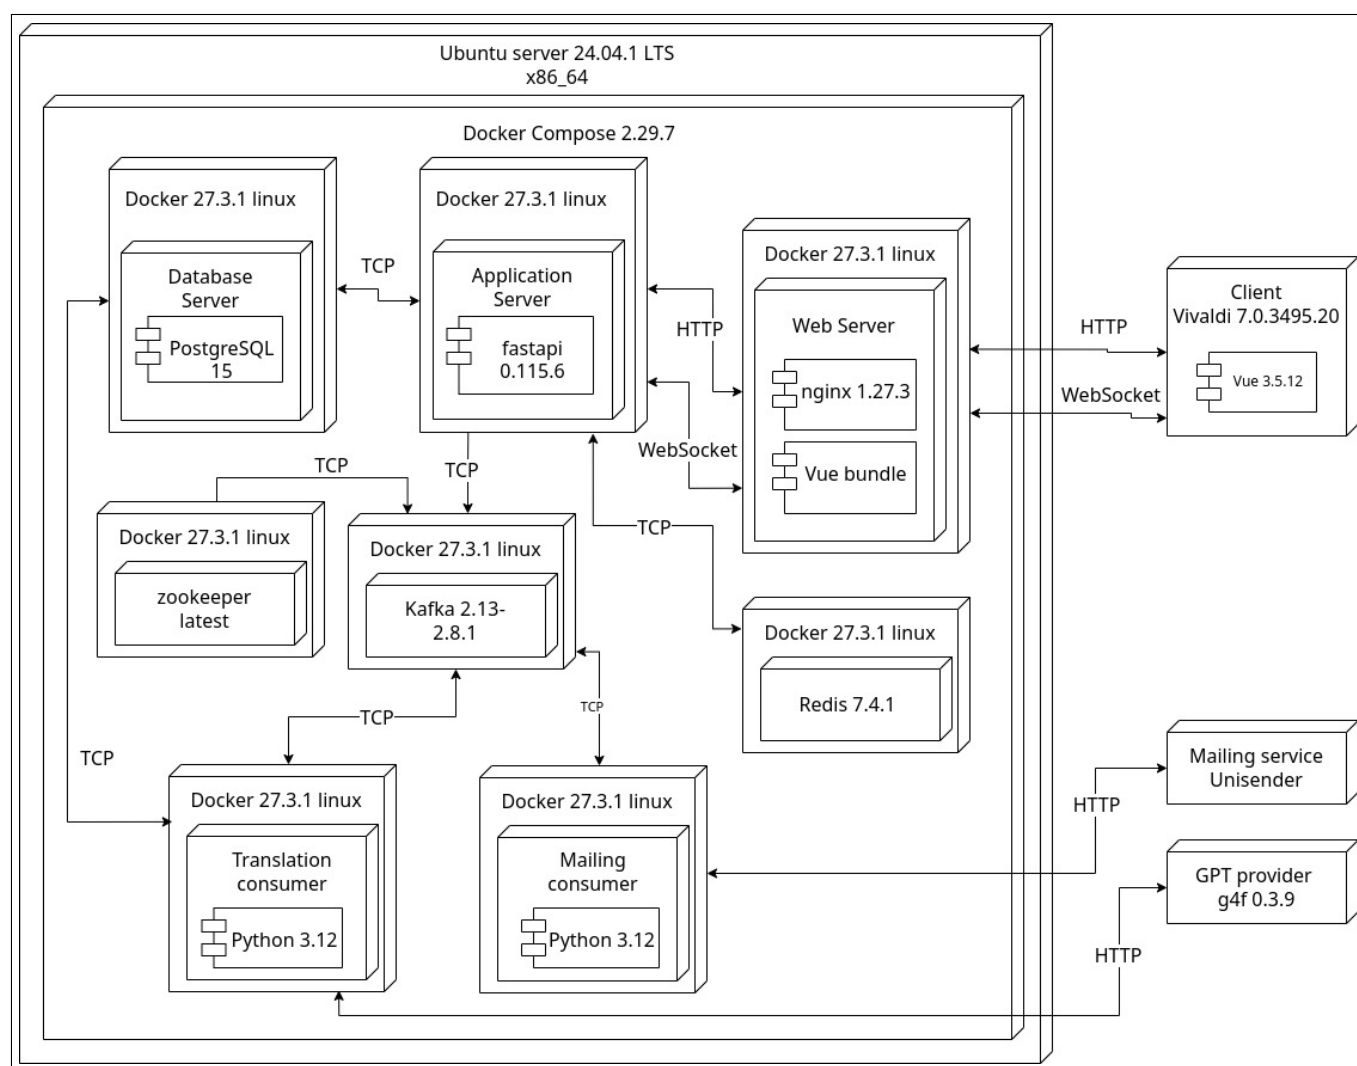 Ubuntu server 24.04.1 LTS
x86_64
Docker Compose 2.29.7
Docker 27.3.1 linux
Database
Server
PostgreSQL
15
TCP
Docker 27.3.1 linux
Application
Server
fastapi
0.115.6
HTTP
WebSocket
Docker 27.3.1 linux
Web Server
nginx 1.27.3
Vue bundle
HTTP
WebSocket
Client
Vivaldi 7.0.3495.20
Vue 3.5.12
TCP
TCP
TCP
Docker 27.3.1 linux
zookeeper
latest
Docker 27.3.1 linux
Kafka 2.13-
2.8.1
Docker 27.3.1 linux
Redis 7.4.1
TCP
TCP
TCP
Docker 27.3.1 linux
Translation
consumer
Python 3.12
Docker 27.3.1 linux
Mailing
consumer
Python 3.12
HTTP
Mailing service
Unisender
HTTP
GPT provider
g4f 0.3.9